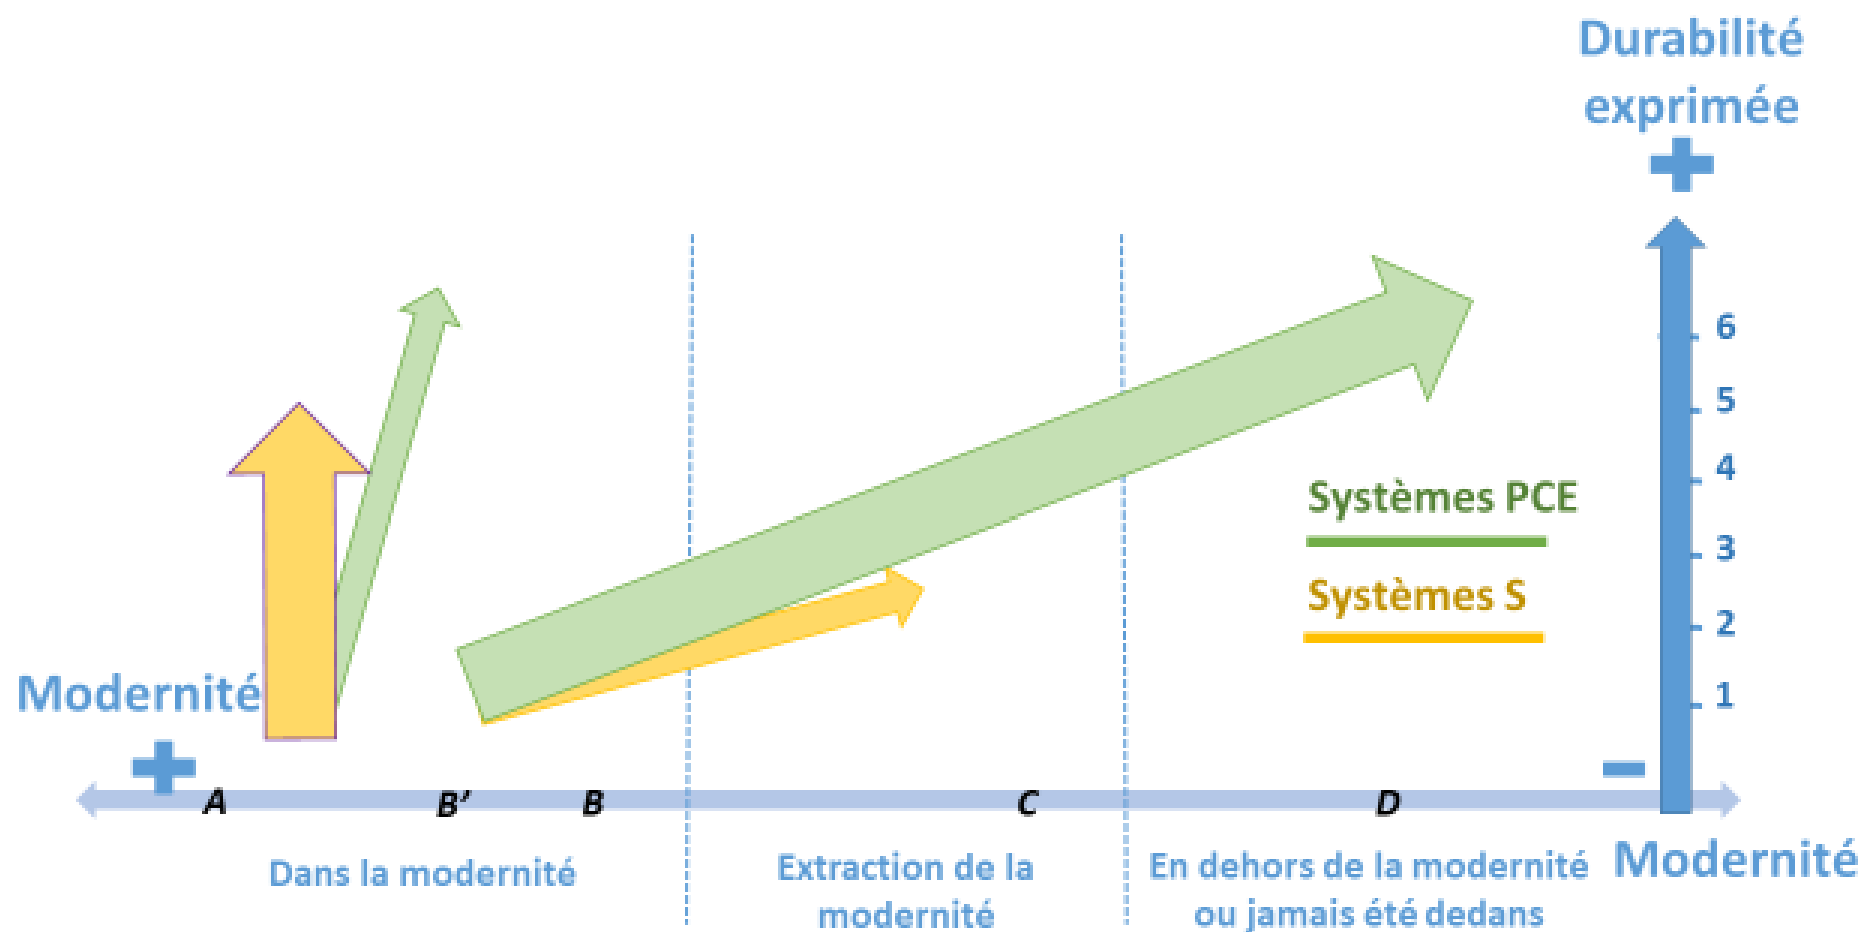 Durabilité
exprimée
+
6
5
4
Systèmes PCE
3
Systèmes S
2
Modernité
1
+
-
A B' B C D
Dans la modernité
Extraction de la
modernité
En dehors de la modernité
ou jamais été dedans
Modernité